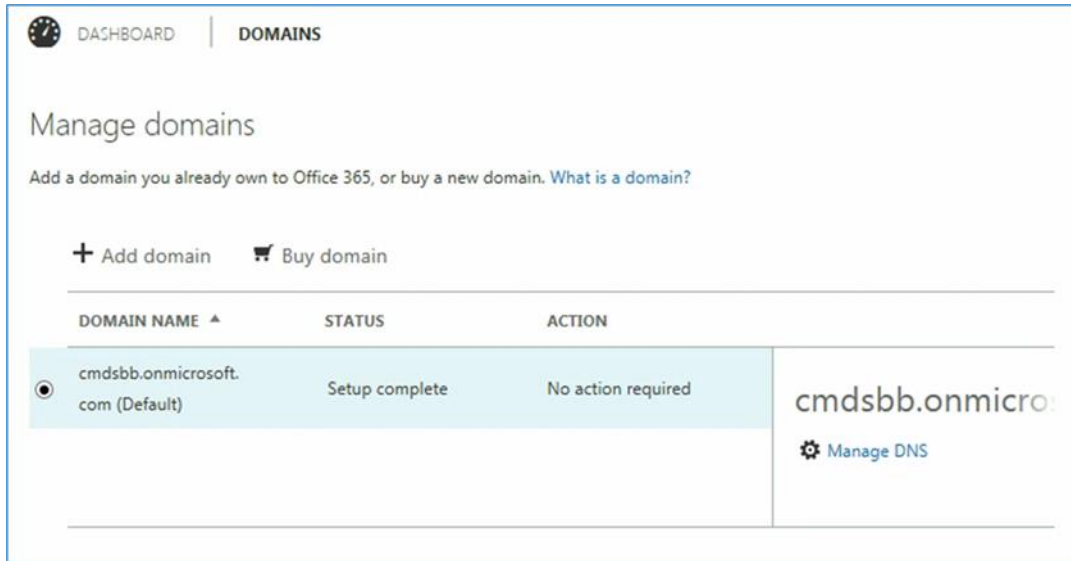 DASHBOARD DOMAINS
Manage domains
Add a domain you already own to Office 365, or buy a new domain. What is a domain?
Add domain Buy domain
DOMAIN NAME STATUS ACTION
cmdsbb.onmicrosoft.
com (Default)
Setup complete
No action required
cmdsbb.onmicro
Manage DNS